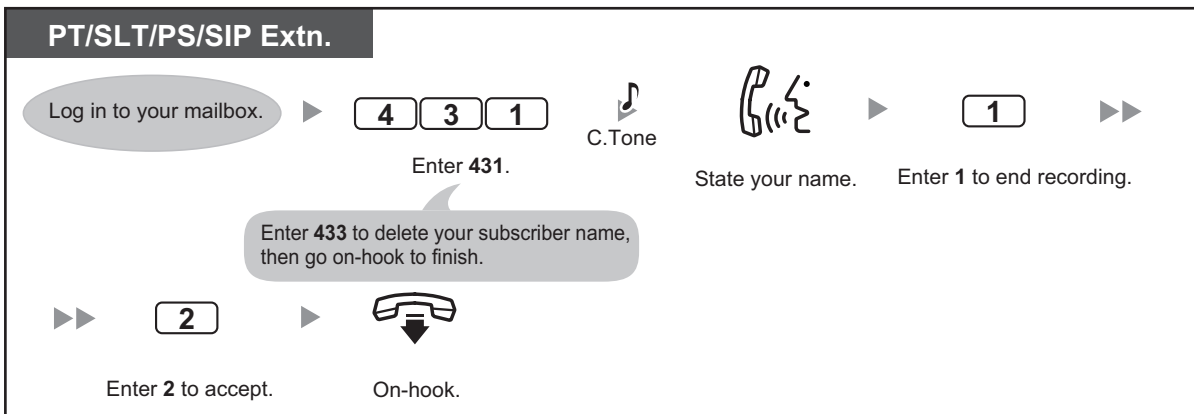 PT/SLT/PS/SIP Extn.
Log in to your mailbox.
4 3 1
C.Tone
1
Enter 431.
State your name.
Enter 1 to end recording.
Enter 433 to delete your subscriber name,
then go on-hook to finish.
2
Enter 2 to accept.
On-hook.